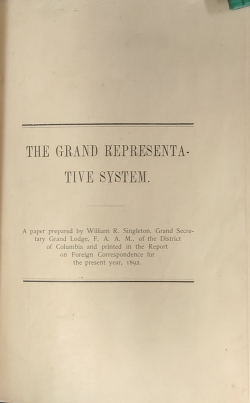 THE GRAND REPRESENTA-
TIVE SYSTEM.
A paper prepared by William R. Singleton, Grand Secre-
tary Grand Lodge, F. A. A. M., of the District
of Columbia and printed in the Report
on Foreign Correspondence for
the present year, 1892.